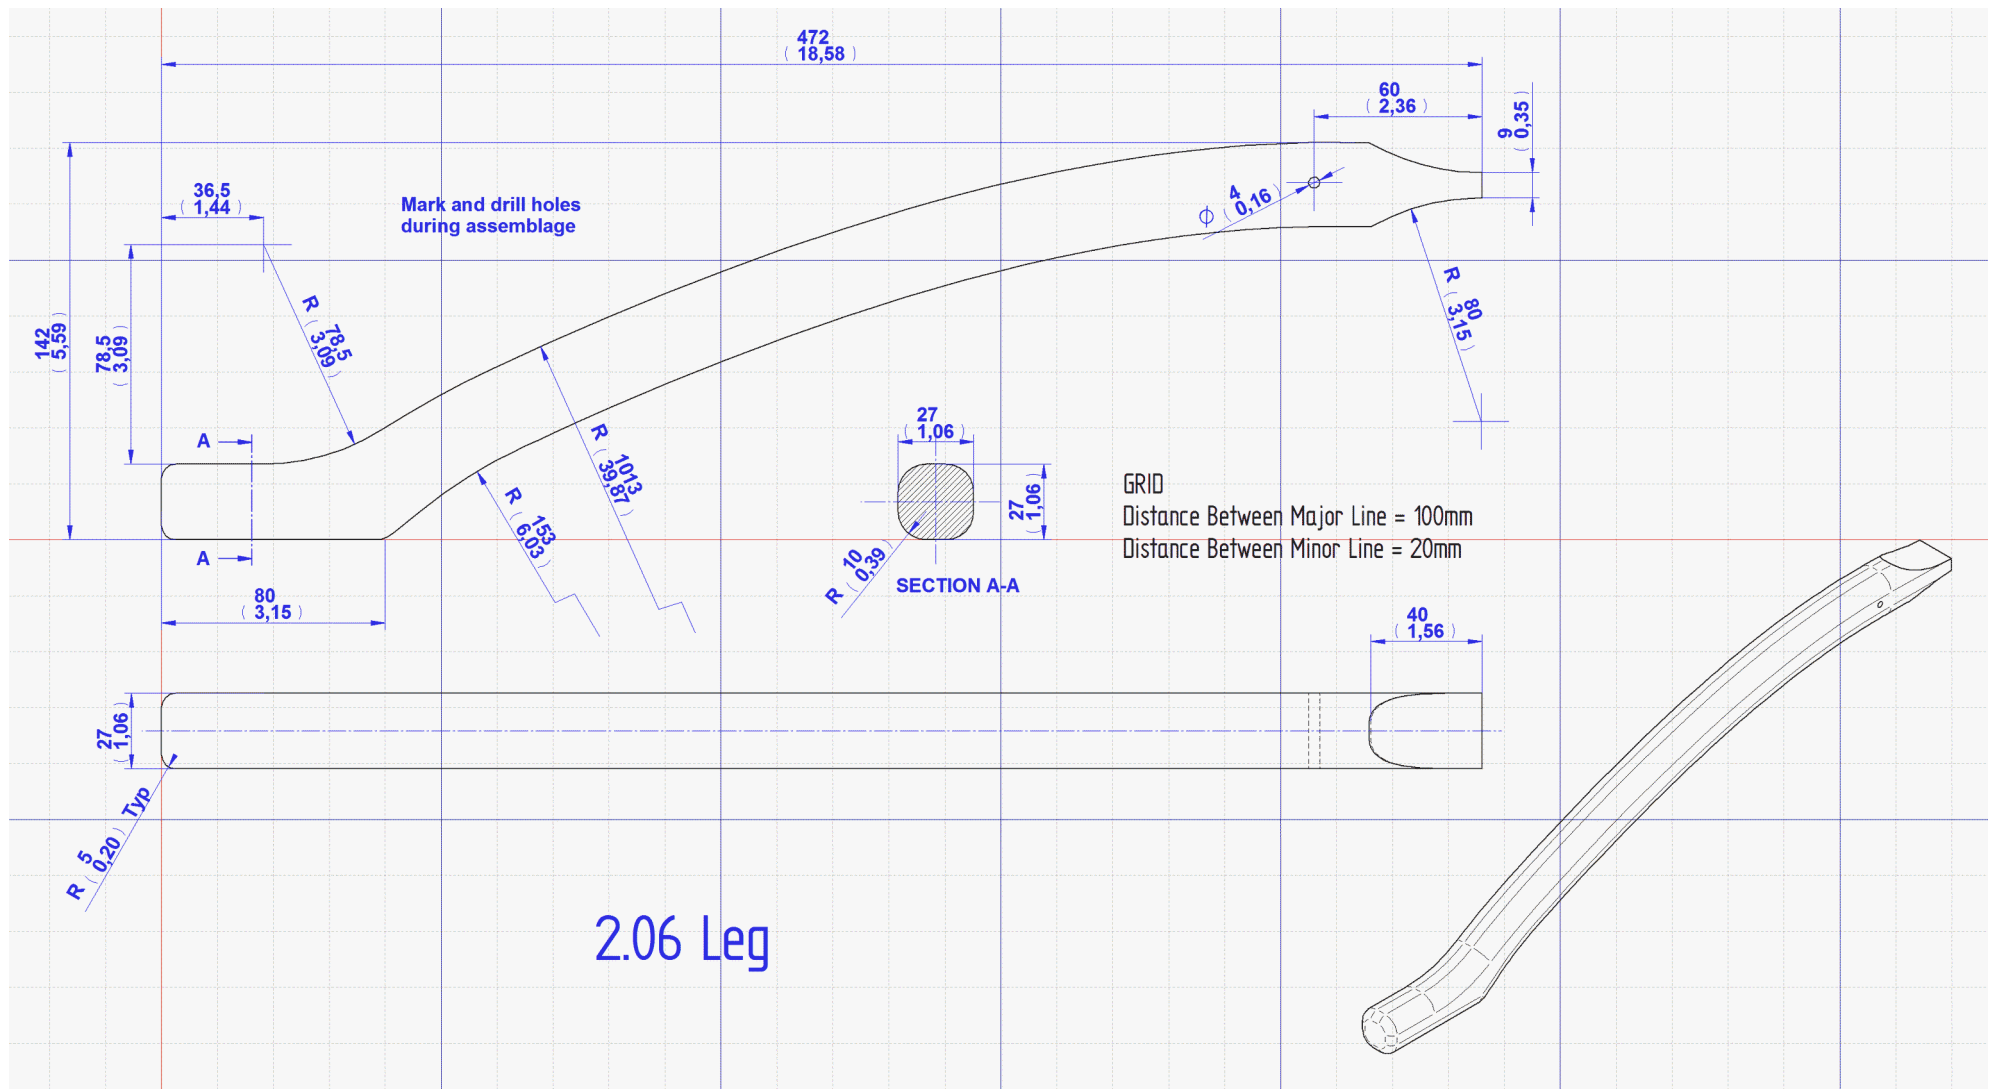 472
( 18,58 )
60
( 2,36 )
9
( 0,35 )
36,5
( 1,44 )
Mark and drill holes
during assemblage
Ø 4
( 0,16 )
142
( 5,59 )
78,5
( 3,09 )
R 78,5
( 3,09 )
R 80
( 3,15 )
A
A
27
( 1,06 )
27
( 1,06 )
R 1013
( 39,87 )
R 153
( 6,03 )
R 10
( 0,39 )
SECTION A-A
GRID
Distance Between Major Line = 100mm
Distance Between Minor Line = 20mm
80
( 3,15 )
40
( 1,56 )
27
( 1,06 )
R 5 Typ
( 0,20 )
2.06 Leg